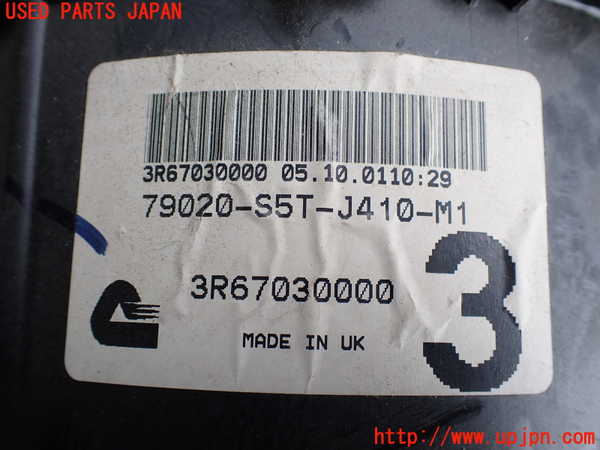 USED PARTS JAPAN
3R67030000 05.10.0110:29
79020-S5T-J410-M1
3R67030000
3
MADE IN UK
http://www.upjpn.com/